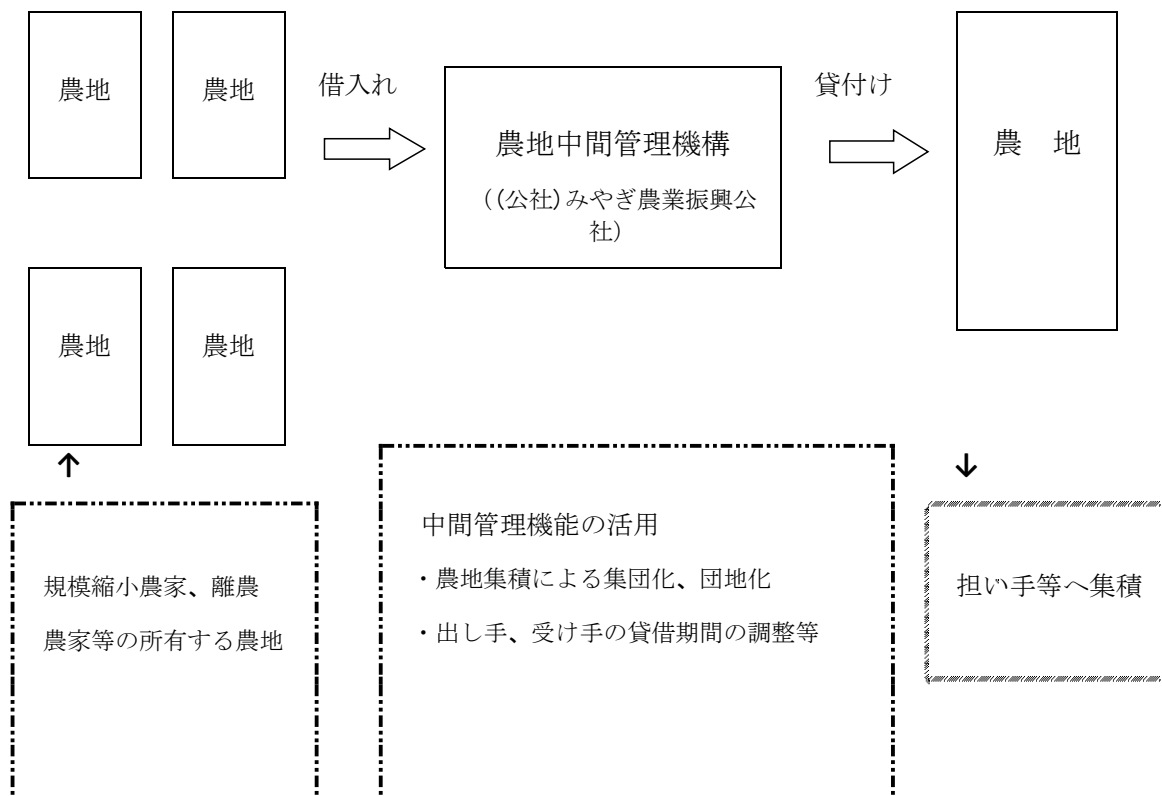 農地
農地
借入れ
農地中間管理機構
((公社)みやぎ農業振興公
社)
貸付け
農　地
農地
農地
↑
規模縮小農家、離農
農家等の所有する農地
中間管理機能の活用
・農地集積による集団化、団地化
・出し手、受け手の貸借期間の調整等
↓
担い手等へ集積